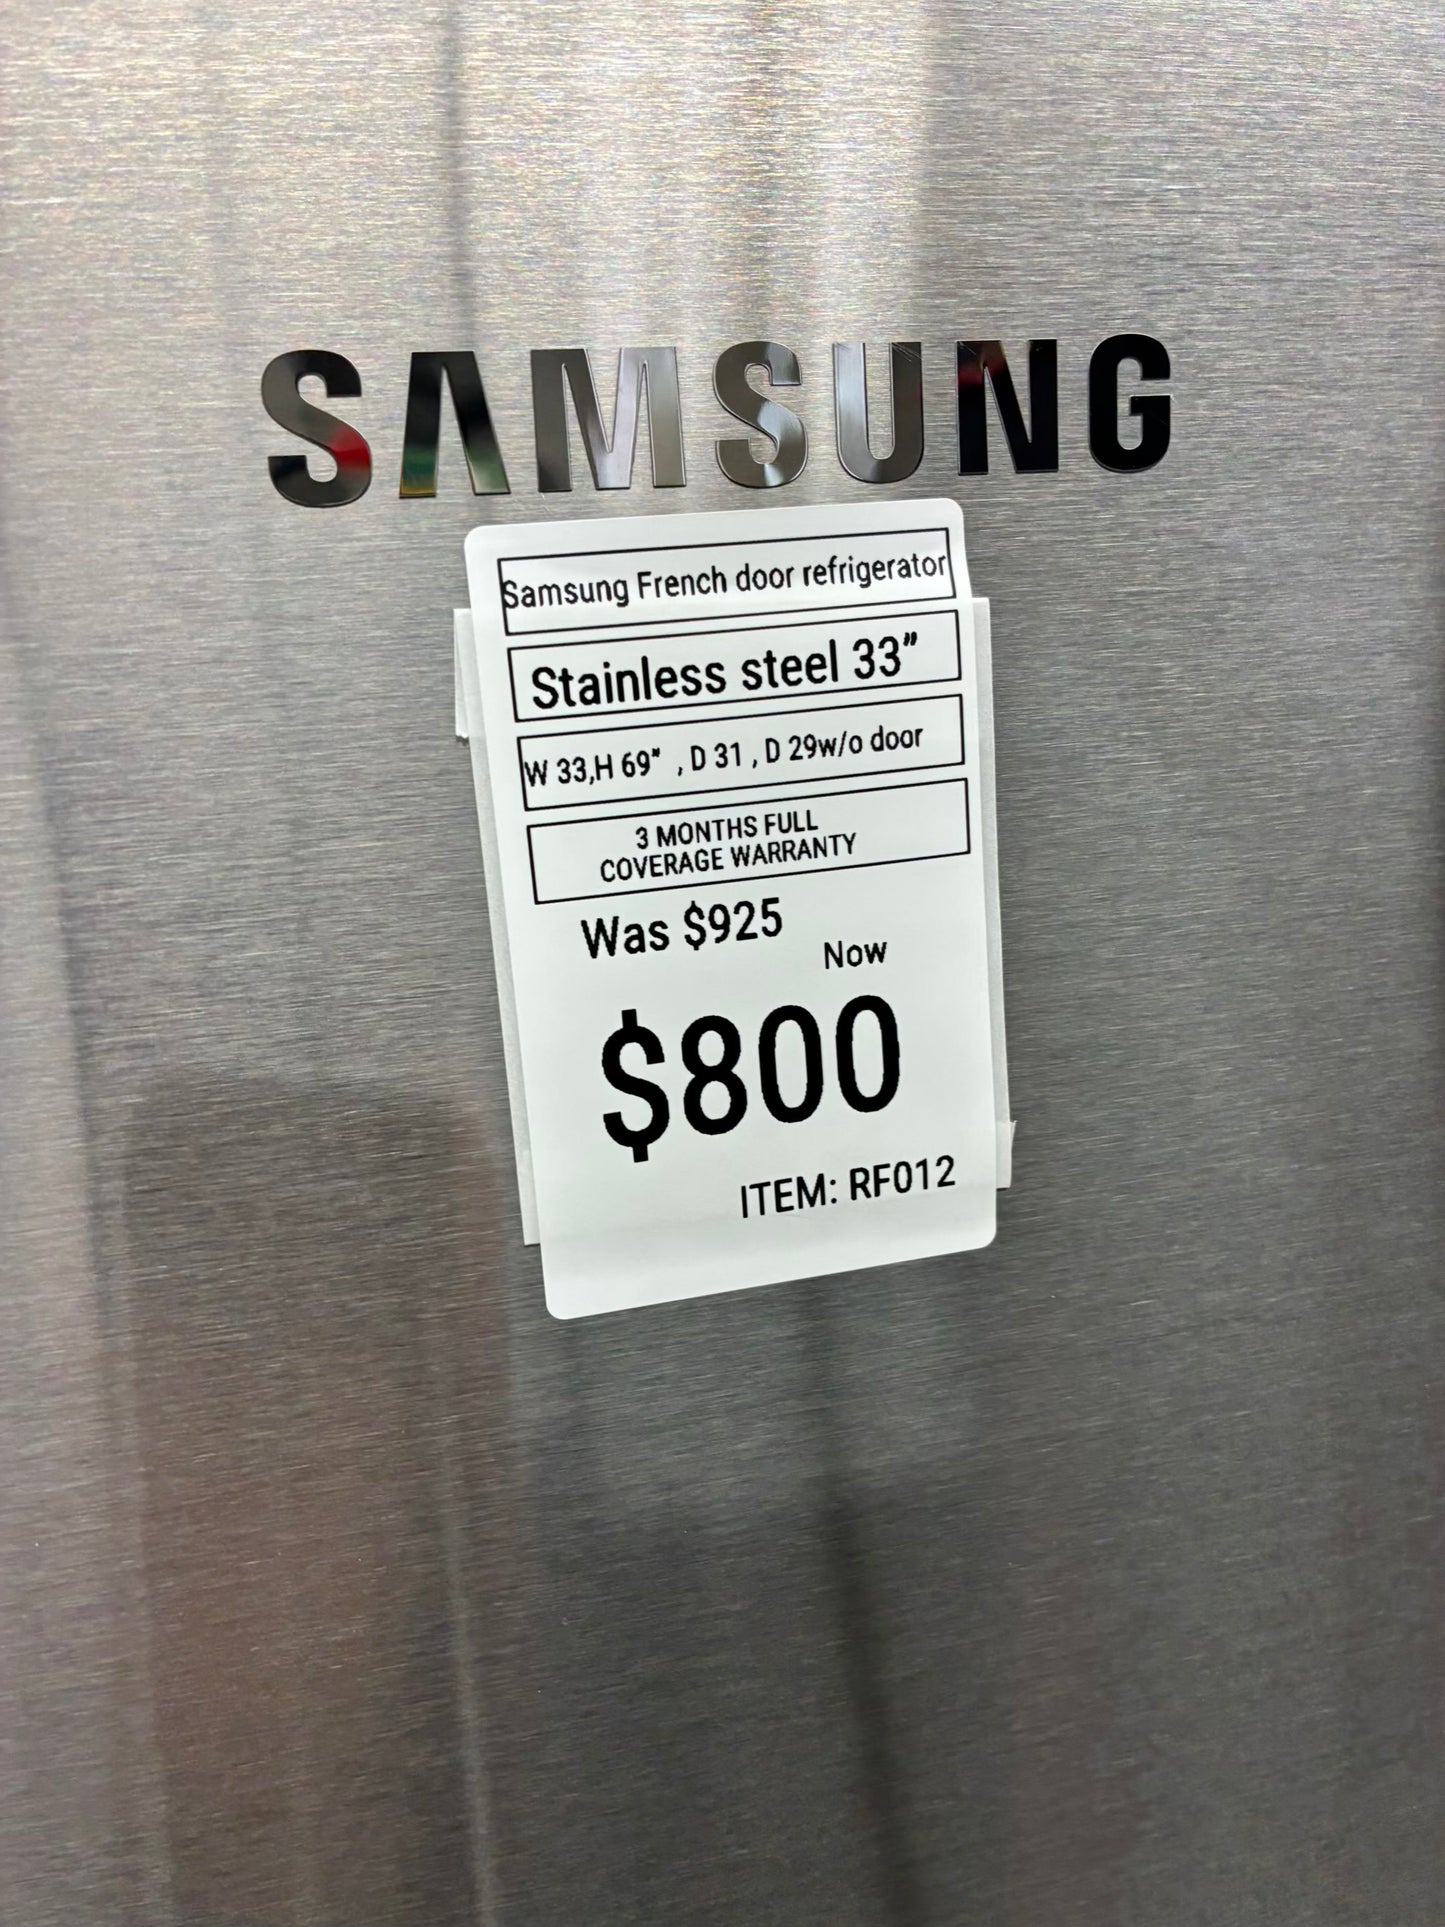 SAMSUNG
Samsung French door refrigerator
Stainless steel 33”
W 33,H 69" , D 31 , D 29w/o door
3 MONTHS FULL
COVERAGE WARRANTY
Was $925
Now
$800
ITEM: RF012